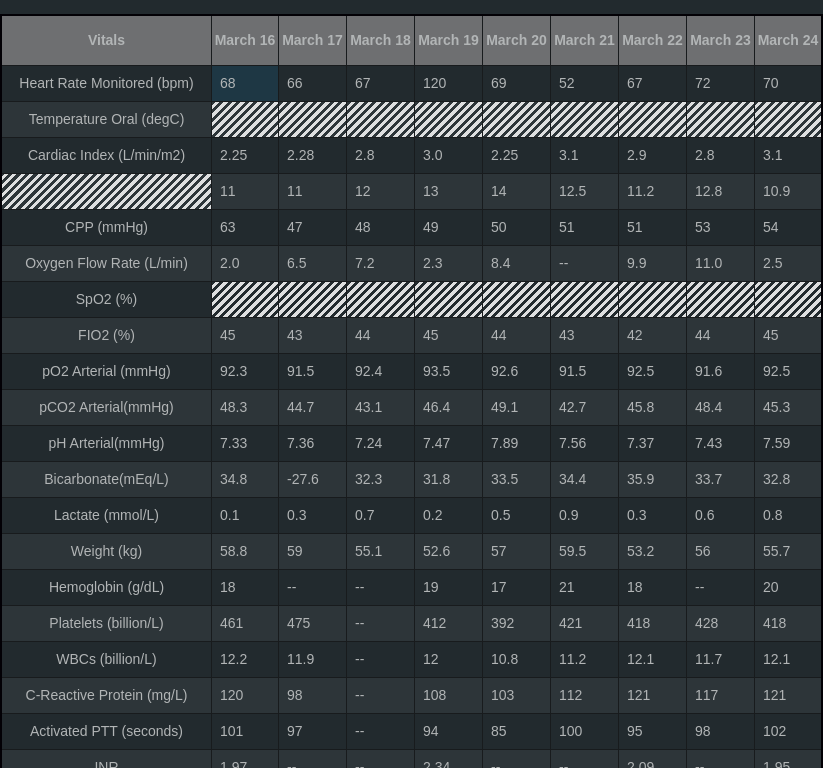 Vitals March 16 March 17 March 18 March 19 March 20 March 21 March 22 March 23 March 24
Heart Rate Monitored (bpm) 68 66 67 120 69 52 67 72 70
Temperature Oral (degC)
Cardiac Index (L/min/m2) 2.25 2.28 2.8 3.0 2.25 3.1 2.9 2.8 3.1
11 11 12 13 14 12.5 11.2 12.8 10.9
CPP (mmHg) 63 47 48 49 50 51 51 53 54
Oxygen Flow Rate (L/min) 2.0 6.5 7.2 2.3 8.4 -- 9.9 11.0 2.5
SpO2 (%)
FIO2 (%) 45 43 44 45 44 43 42 44 45
pO2 Arterial (mmHg) 92.3 91.5 92.4 93.5 92.6 91.5 92.5 91.6 92.5
pCO2 Arterial(mmHg) 48.3 44.7 43.1 46.4 49.1 42.7 45.8 48.4 45.3
pH Arterial(mmHg) 7.33 7.36 7.24 7.47 7.89 7.56 7.37 7.43 7.59
Bicarbonate(mEq/L) 34.8 -27.6 32.3 31.8 33.5 34.4 35.9 33.7 32.8
Lactate (mmol/L) 0.1 0.3 0.7 0.2 0.5 0.9 0.3 0.6 0.8
Weight (kg) 58.8 59 55.1 52.6 57 59.5 53.2 56 55.7
Hemoglobin (g/dL) 18 -- -- 19 17 21 18 -- 20
Platelets (billion/L) 461 475 -- 412 392 421 418 428 418
WBCs (billion/L) 12.2 11.9 -- 12 10.8 11.2 12.1 11.7 12.1
C-Reactive Protein (mg/L) 120 98 -- 108 103 112 121 117 121
Activated PTT (seconds) 101 97 -- 94 85 100 95 98 102
INR 1.97 -- -- 2.34 -- -- 2.09 -- 1.95